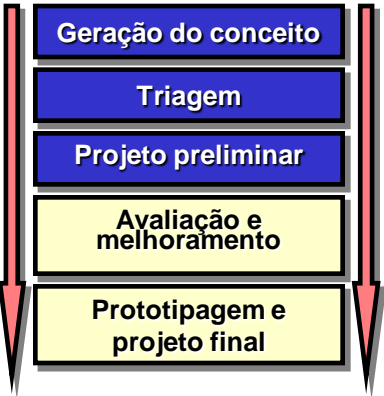 Geração do conceito
Triagem
Projeto preliminar
Avaliação e
melhoramento
Prototipagem e
projeto final